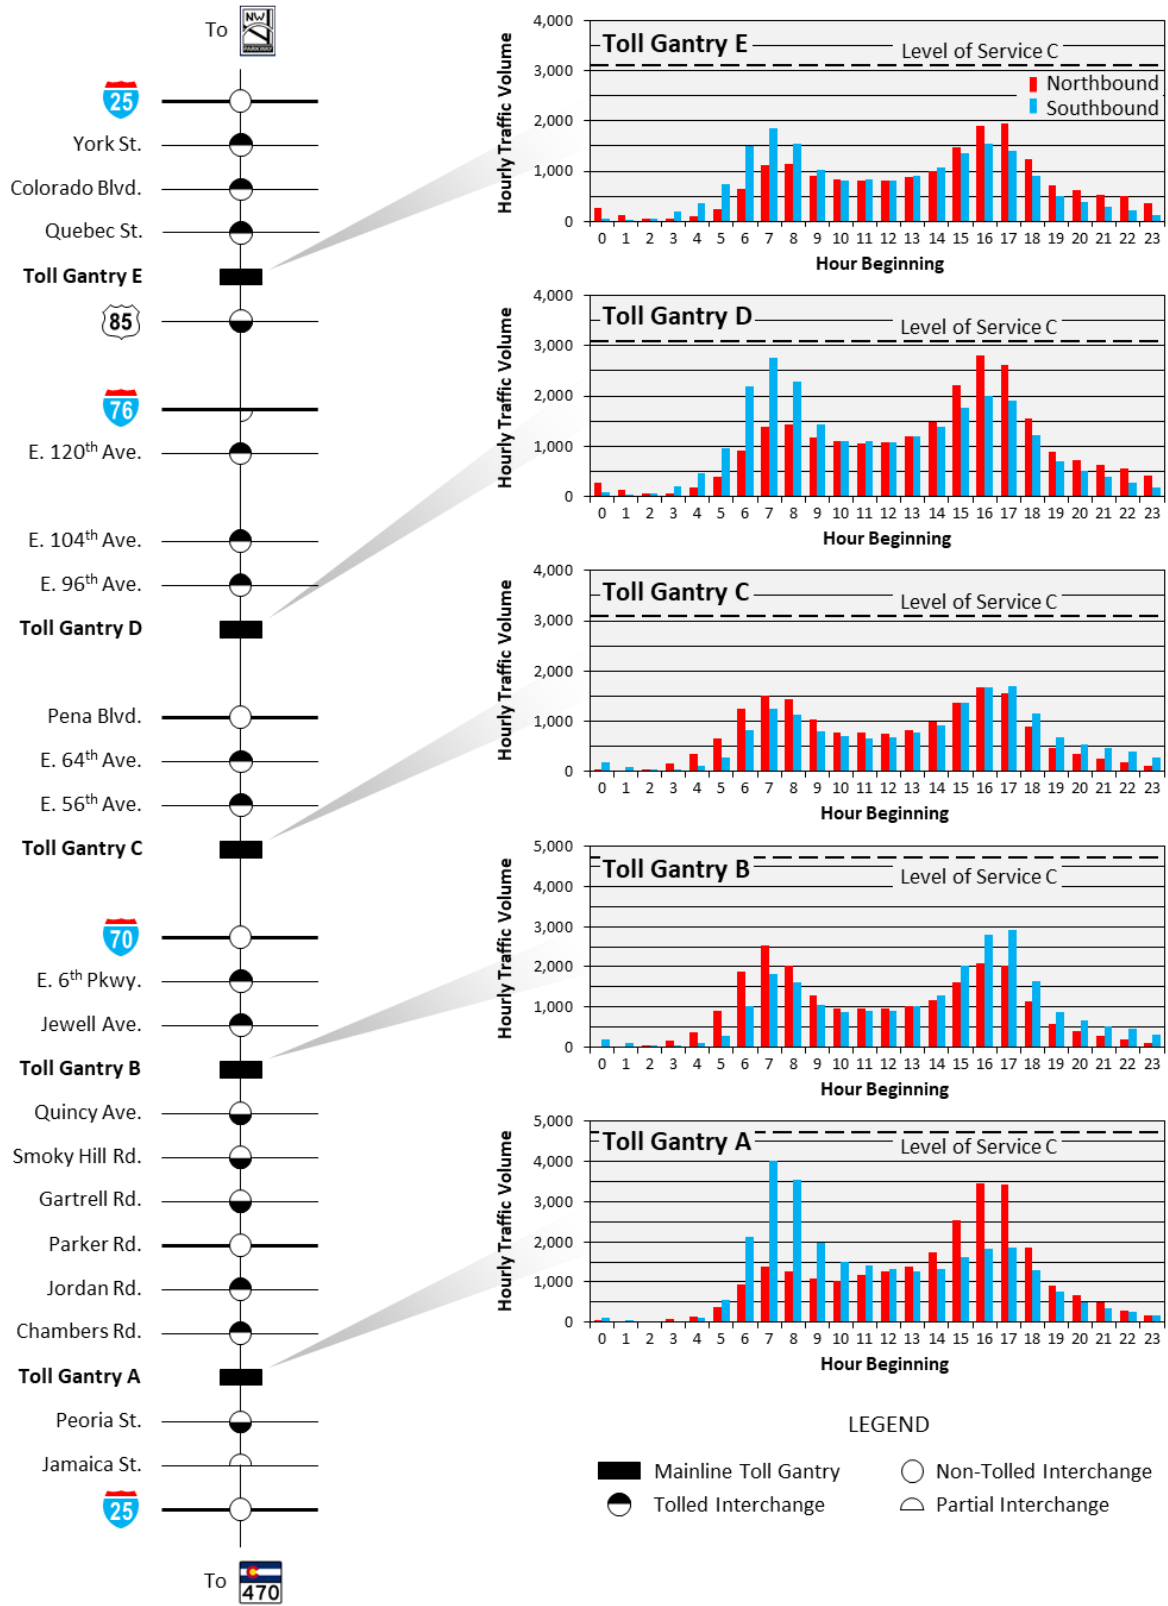 To
NW
PARKWAY
25
York St.
Colorado Blvd.
Quebec St.
Toll Gantry E
85
76
E. 120th Ave.
E. 104th Ave.
E. 96th Ave.
Toll Gantry D
Pena Blvd.
E. 64th Ave.
E. 56th Ave.
Toll Gantry C
70
E. 6th Pkwy.
Jewell Ave.
Toll Gantry B
Quincy Ave.
Smoky Hill Rd.
Gartrell Rd.
Parker Rd.
Jordan Rd.
Chambers Rd.
Toll Gantry A
Peoria St.
Jamaica St.
25
To
470
Toll Gantry E
Level of Service C
Northbound
Southbound
Hourly Traffic Volume
4,000
3,000
2,000
1,000
0
0 1 2 3 4 5 6 7 8 9 10 11 12 13 14 15 16 17 18 19 20 21 22 23
Hour Beginning
Toll Gantry D
Level of Service C
Hourly Traffic Volume
4,000
3,000
2,000
1,000
0
0 1 2 3 4 5 6 7 8 9 10 11 12 13 14 15 16 17 18 19 20 21 22 23
Hour Beginning
Toll Gantry C
Level of Service C
Hourly Traffic Volume
4,000
3,000
2,000
1,000
0
0 1 2 3 4 5 6 7 8 9 10 11 12 13 14 15 16 17 18 19 20 21 22 23
Hour Beginning
Toll Gantry B
Level of Service C
Hourly Traffic Volume
5,000
4,000
3,000
2,000
1,000
0
0 1 2 3 4 5 6 7 8 9 10 11 12 13 14 15 16 17 18 19 20 21 22 23
Hour Beginning
Toll Gantry A
Level of Service C
Hourly Traffic Volume
5,000
4,000
3,000
2,000
1,000
0
0 1 2 3 4 5 6 7 8 9 10 11 12 13 14 15 16 17 18 19 20 21 22 23
Hour Beginning
LEGEND
Mainline Toll Gantry
Non-Tolled Interchange
Tolled Interchange
Partial Interchange